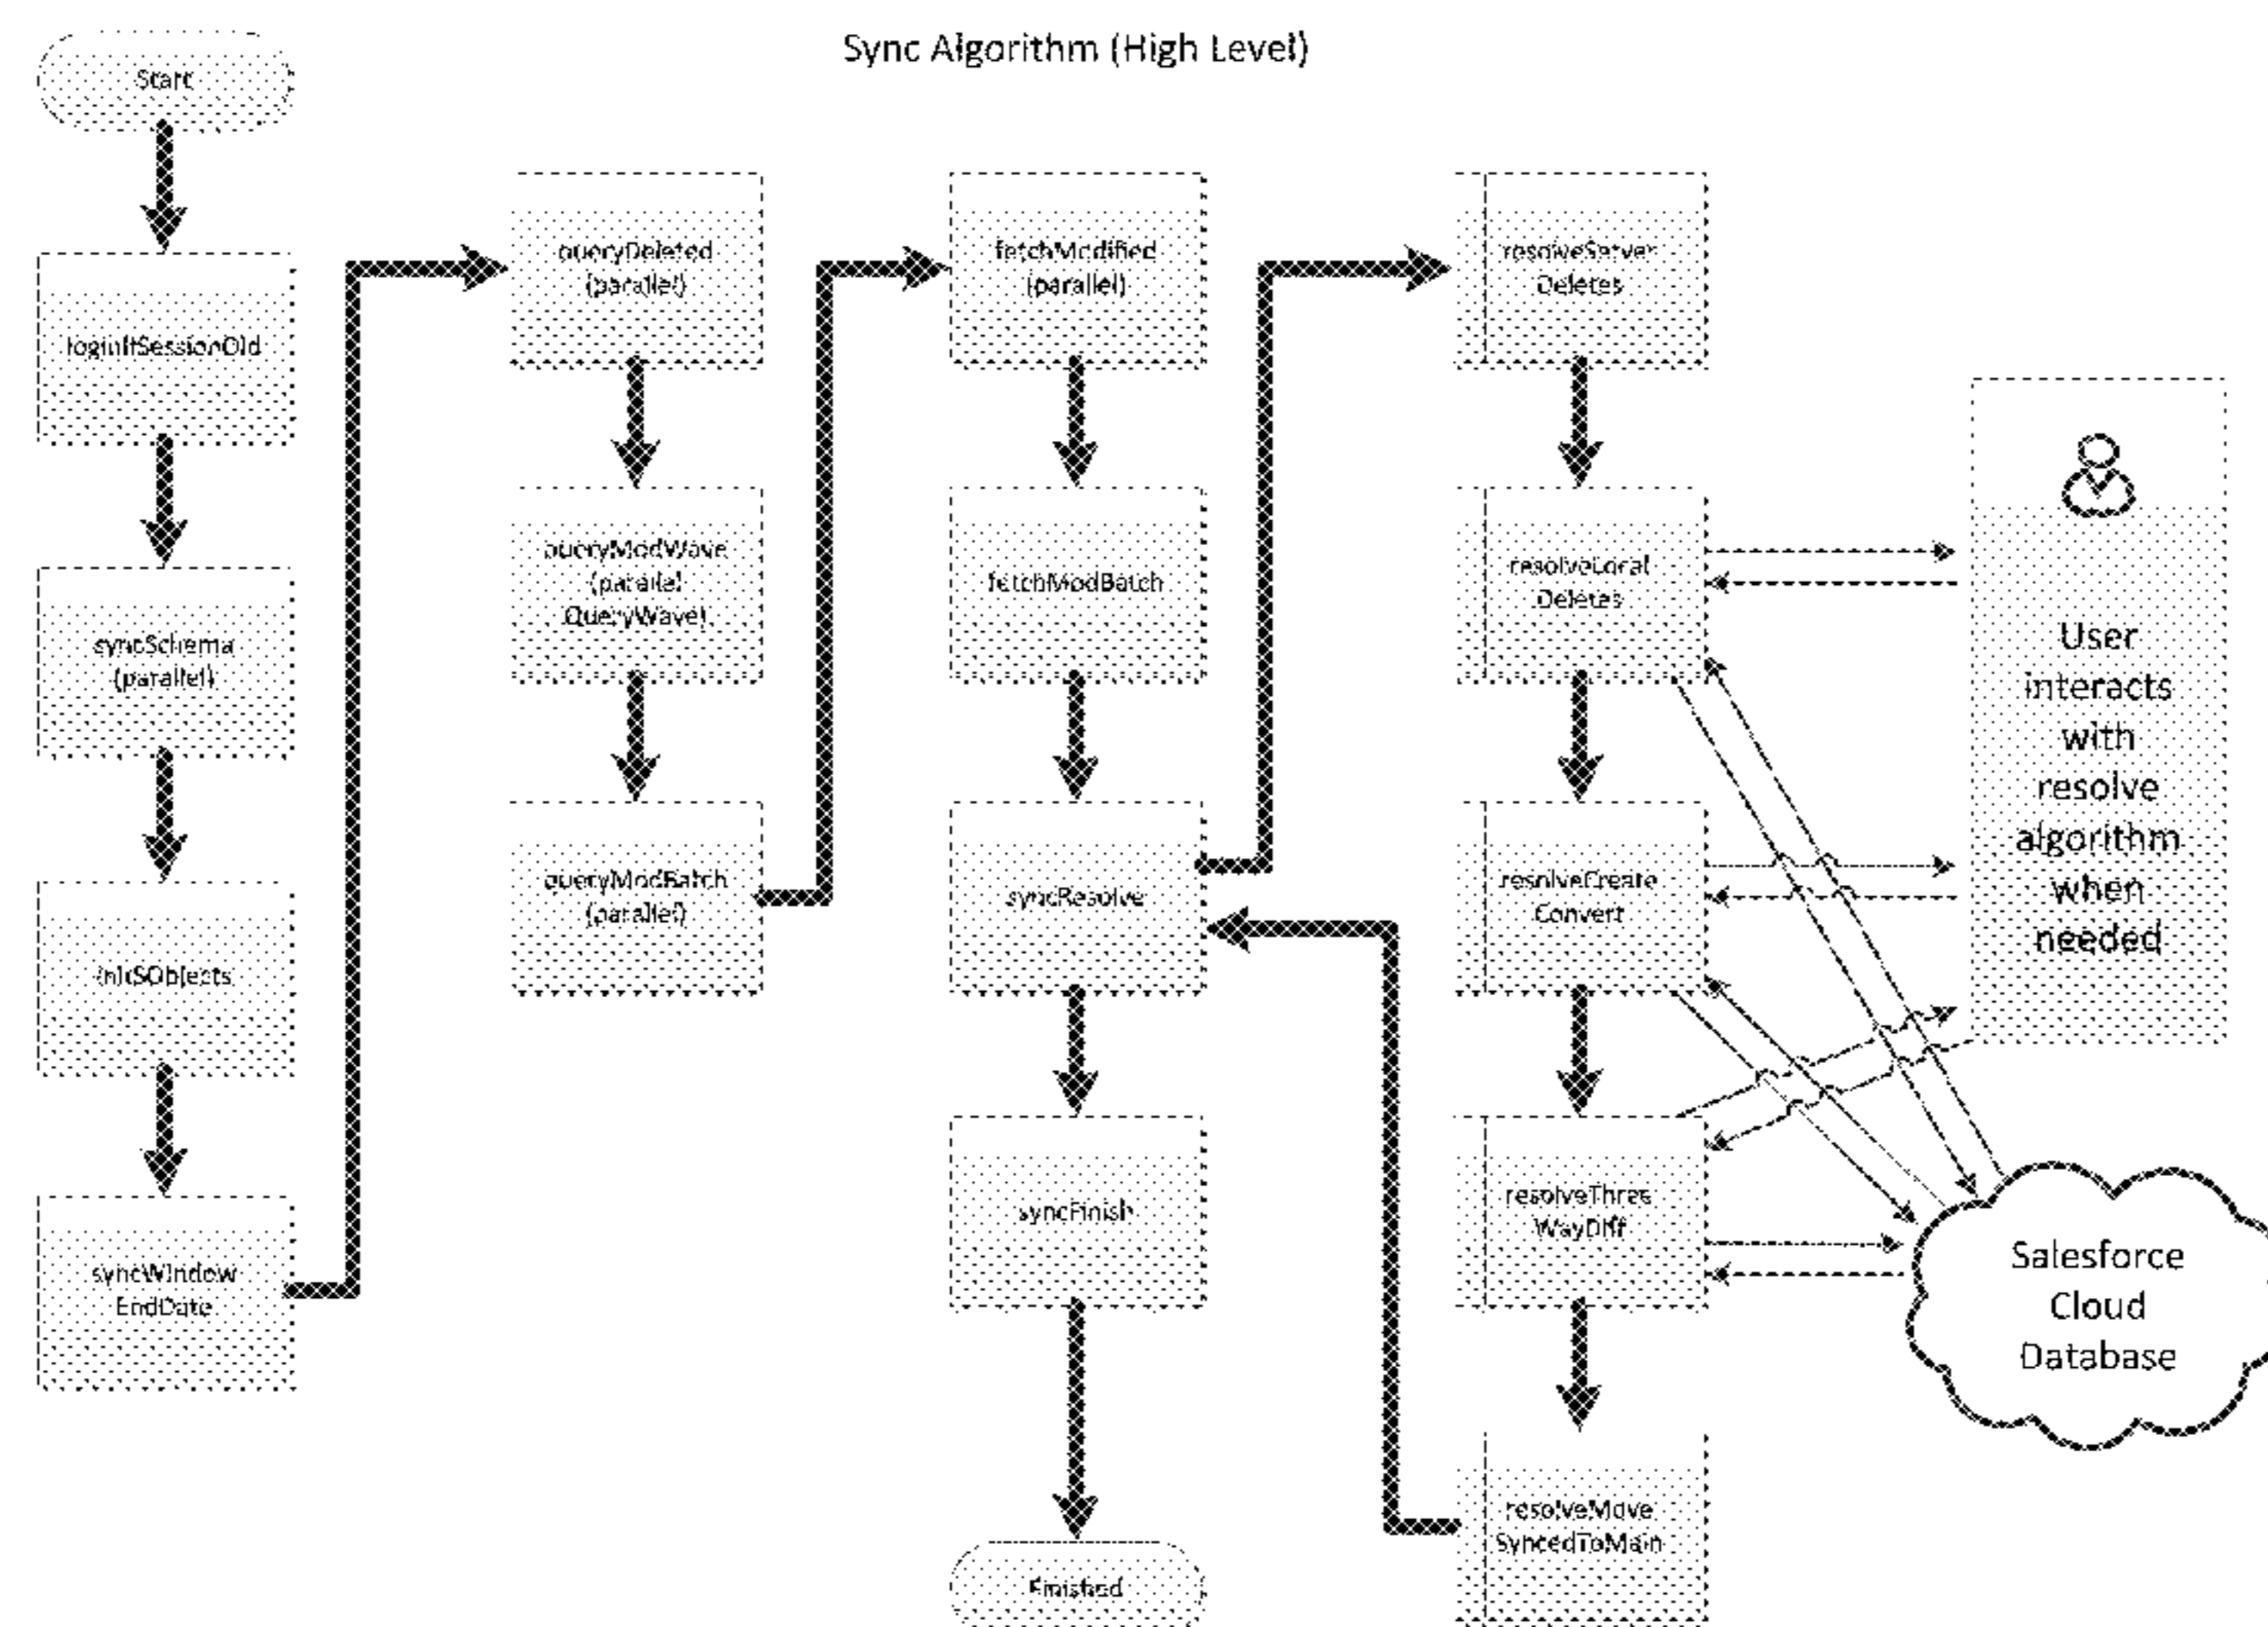 Sync Algorithm (High Level)
Start
loginIfSessionOld
syncSchema
(parallel)
initSObjects
syncWindow
EndDate
queryDeleted
(parallel)
queryModWave
(parallel
QueryWave)
queryModBatch
(parallel)
fetchModified
(parallel)
fetchModBatch
syncResolve
syncFinish
Finished
resolveServer
Deletes
resolveLocal
Deletes
resolveCreate
Convert
resolveThree
WayDiff
resolveMove
SyncedToMain
User
interacts
with
resolve
algorithm
when
needed
Salesforce
Cloud
Database